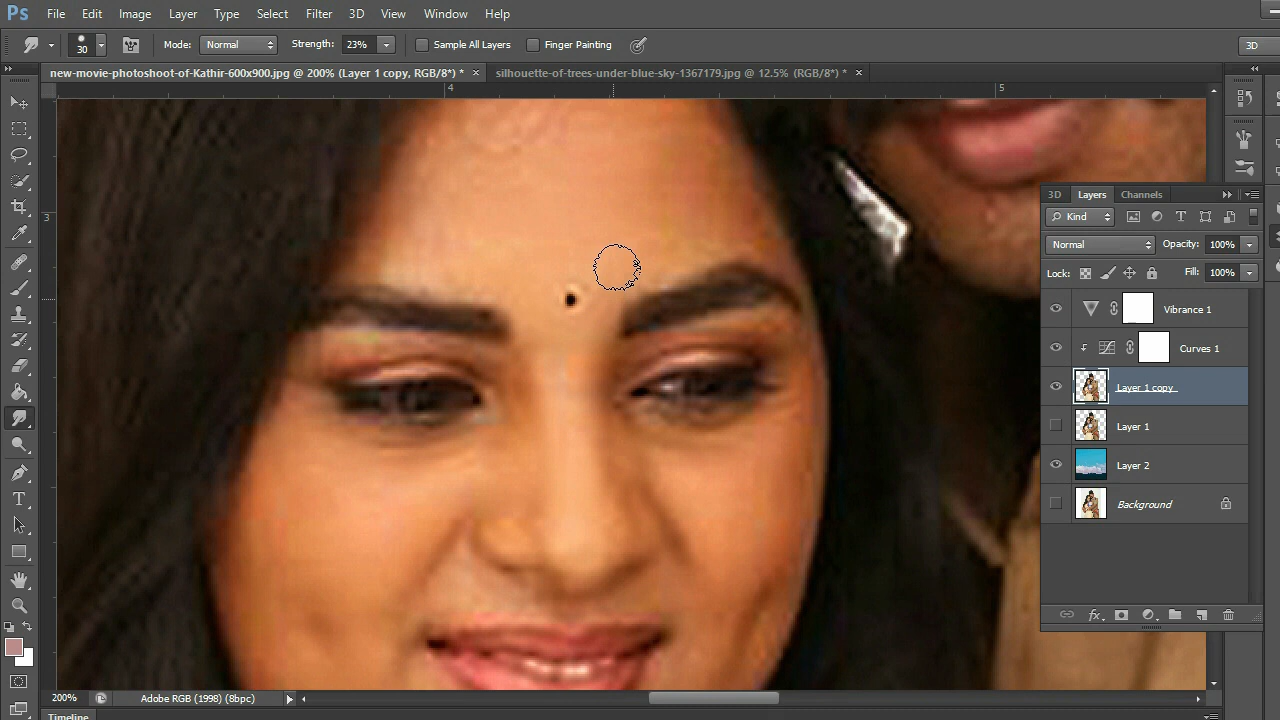 Ps File Edit Image Layer Type Select Filter 3D View Window Help
30 Mode: Normal Strength: 23% Sample All Layers Finger Painting 3D
new-movie-photoshoot-of-Kathir-600x900.jpg @ 200% (Layer 1 copy, RGB/8*) * × silhouette-of-trees-under-blue-sky-1367179.jpg @ 12.5% (RGB/8*) * ×
4 5
3
3D Layers Channels
Kind
Normal Opacity: 100%
Lock: Fill: 100%
Vibrance 1
Curves 1
Layer 1 copy
Layer 1
Layer 2
Background
fx
200% Adobe RGB (1998) (8bpc)
Timeline